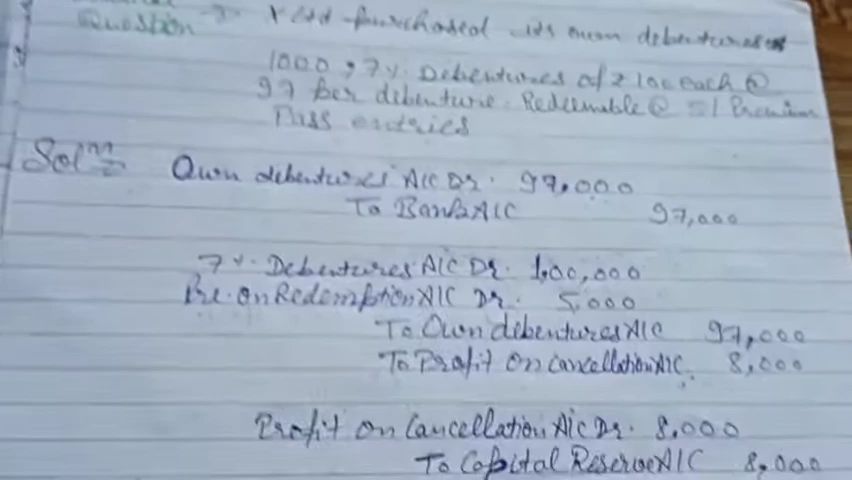 Question → X Ltd purchased its own debentures
1000, 7% Debentures of ₹ 100 each @
97 per debenture. Redeemable @ 5% Premium
Pass entries
Solⁿ = Own debentures A/C Dr. 97,000
To Bank A/C 97,000
7%. Debentures A/C Dr. 1,00,000
Pre. on Redemption A/C Dr. 5,000
To Own debentures A/C 97,000
To Profit on Cancellation A/C. 8,000
Profit on Cancellation A/C Dr. 8,000
To Capital Reserve A/C 8,000